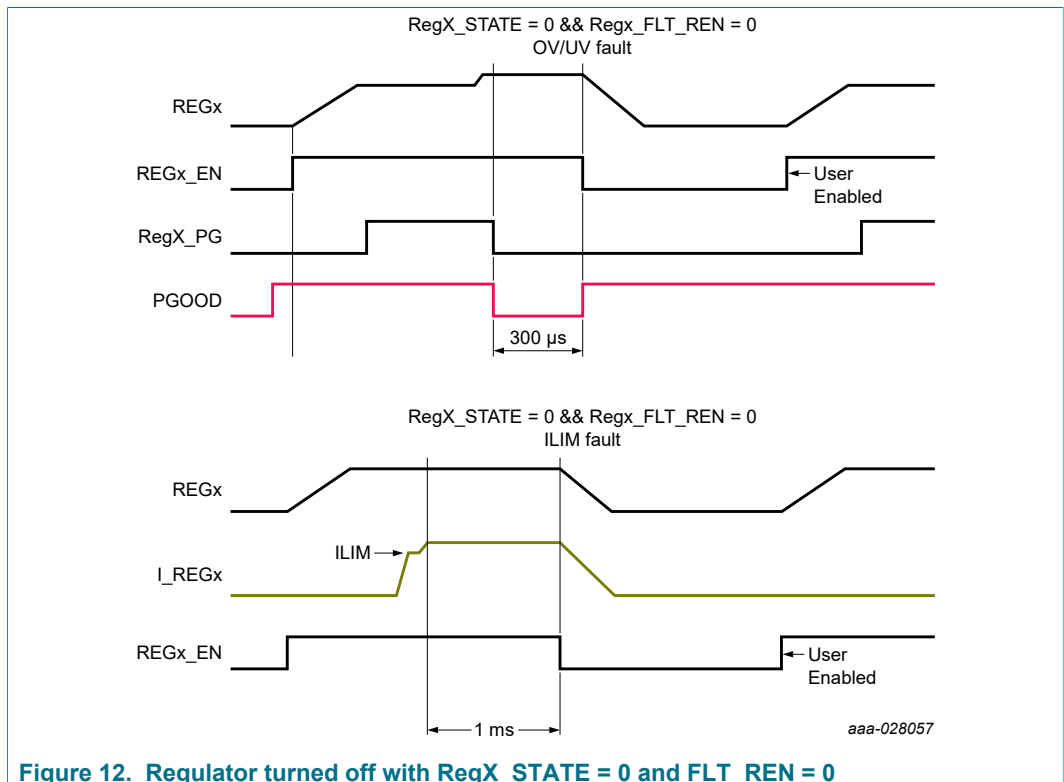 RegX_STATE = 0 && Regx_FLT_REN = 0
OV/UV fault
REGx
REGx_EN
User
Enabled
RegX_PG
PGOOD
300 µs
RegX_STATE = 0 && Regx_FLT_REN = 0
ILIM fault
REGx
ILIM
I_REGx
REGx_EN
User
Enabled
1 ms
aaa-028057
Figure 12. Regulator turned off with RegX_STATE = 0 and FLT_REN = 0